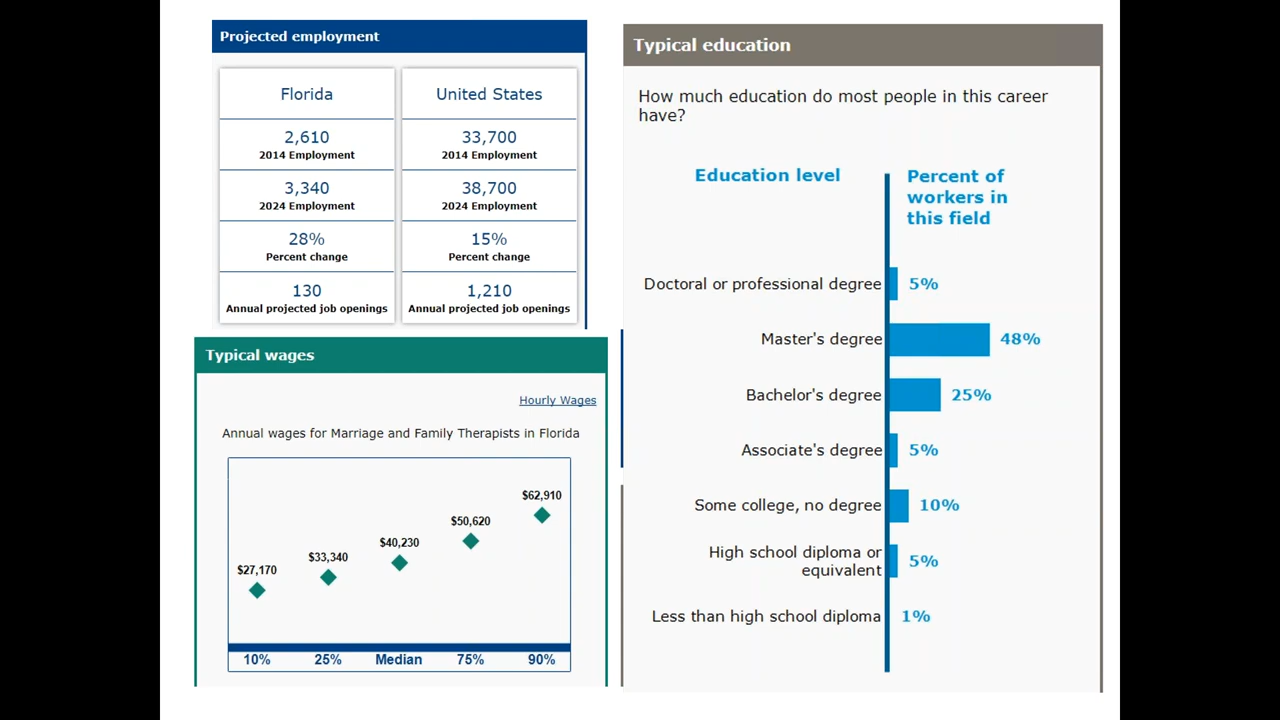 Projected employment
Florida
United States
2,610
2014 Employment
33,700
2014 Employment
3,340
2024 Employment
38,700
2024 Employment
28%
Percent change
15%
Percent change
130
Annual projected job openings
1,210
Annual projected job openings
Typical wages
Hourly Wages
Annual wages for Marriage and Family Therapists in Florida
$27,170
$33,340
$40,230
$50,620
$62,910
10%
25%
Median
75%
90%
Typical education
How much education do most people in this career
have?
Education level
Percent of
workers in
this field
Doctoral or professional degree
5%
Master's degree
48%
Bachelor's degree
25%
Associate's degree
5%
Some college, no degree
10%
High school diploma or
equivalent
5%
Less than high school diploma
1%